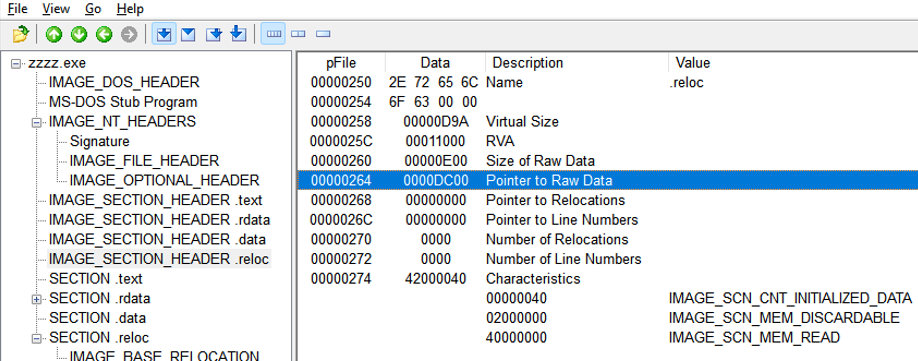 File View Go Help
zzzz.exe
IMAGE_DOS_HEADER
MS-DOS Stub Program
IMAGE_NT_HEADERS
Signature
IMAGE_FILE_HEADER
IMAGE_OPTIONAL_HEADER
IMAGE_SECTION_HEADER .text
IMAGE_SECTION_HEADER .rdata
IMAGE_SECTION_HEADER .data
IMAGE_SECTION_HEADER .reloc
SECTION .text
SECTION .rdata
SECTION .data
SECTION .reloc
IMAGE_BASE_RELOCATION
pFile Data Description Value
00000250 2E 72 65 6C Name .reloc
00000254 6F 63 00 00
00000258 00000D9A Virtual Size
0000025C 00011000 RVA
00000260 00000E00 Size of Raw Data
00000264 0000DC00 Pointer to Raw Data
00000268 00000000 Pointer to Relocations
0000026C 00000000 Pointer to Line Numbers
00000270 0000 Number of Relocations
00000272 0000 Number of Line Numbers
00000274 42000040 Characteristics
00000040 IMAGE_SCN_CNT_INITIALIZED_DATA
02000000 IMAGE_SCN_MEM_DISCARDABLE
40000000 IMAGE_SCN_MEM_READ